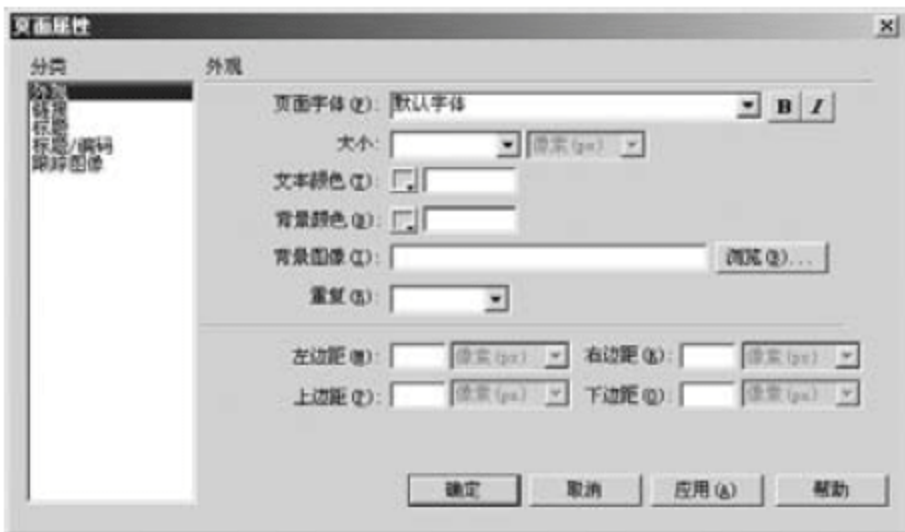 页面属性
分类
外观
链接
标题
标题/编码
跟踪图像
外观
页面字体(F): 默认字体 B I
大小: 像素(px)
文本颜色(T):
背景颜色(B):
背景图像(I): 浏览(B)...
重复(R):
左边距(M): 像素(px) 右边距(R): 像素(px)
上边距(P): 像素(px) 下边距(O): 像素(px)
确定 取消 应用(A) 帮助